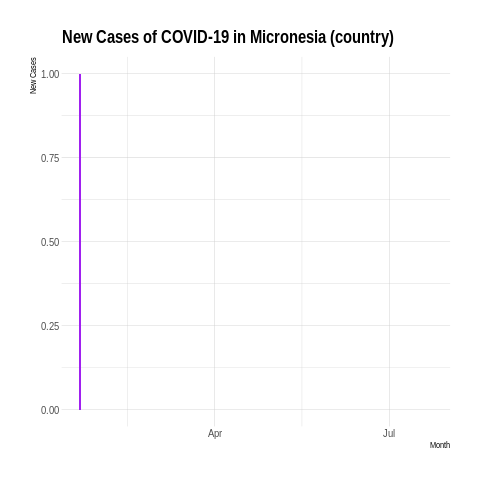 New Cases of COVID-19 in Micronesia (country)
New Cases
1.00
0.75
0.50
0.25
0.00
Apr
Jul
Month